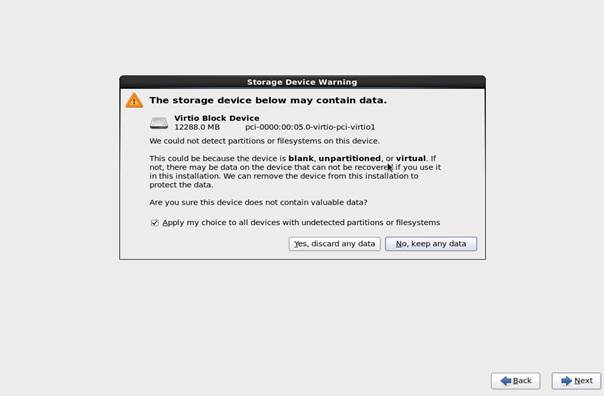 Storage Device Warning
The storage device below may contain data.
Virtio Block Device
12288.0 MB pci-0000:00:05.0-virtio-pci-virtio1
We could not detect partitions or filesystems on this device.
This could be because the device is blank, unpartitioned, or virtual. If
not, there may be data on the device that can not be recovered if you use it
in this installation. We can remove the device from this installation to
protect the data.
Are you sure this device does not contain valuable data?
Apply my choice to all devices with undetected partitions or filesystems
Yes, discard any data
No, keep any data
Back
Next